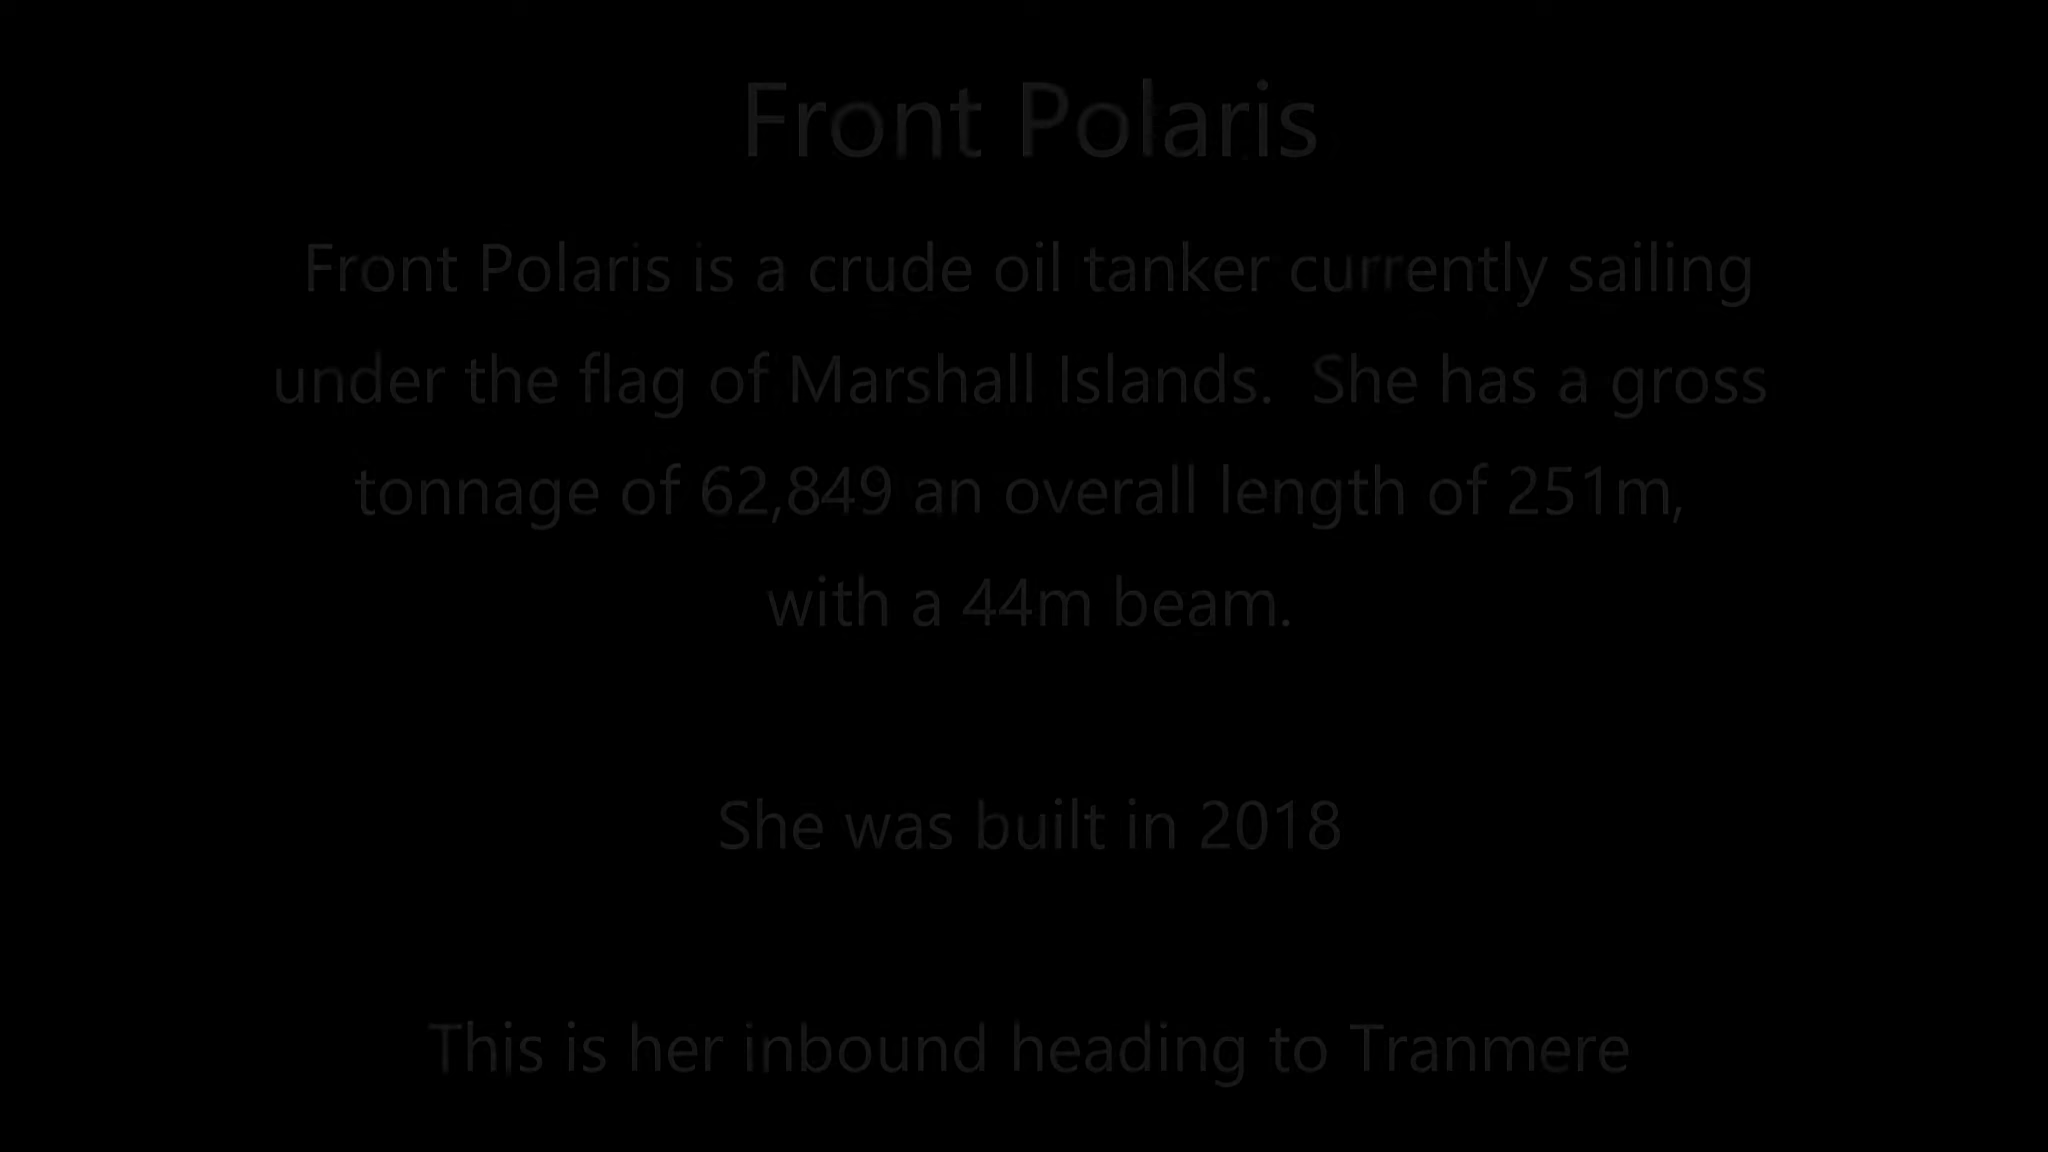 Front Polaris
Front Polaris is a crude oil tanker currently sailing
under the flag of Marshall Islands.  She has a gross
tonnage of 62,849 an overall length of 251m,
with a 44m beam.
She was built in 2018
This is her inbound heading to Tranmere